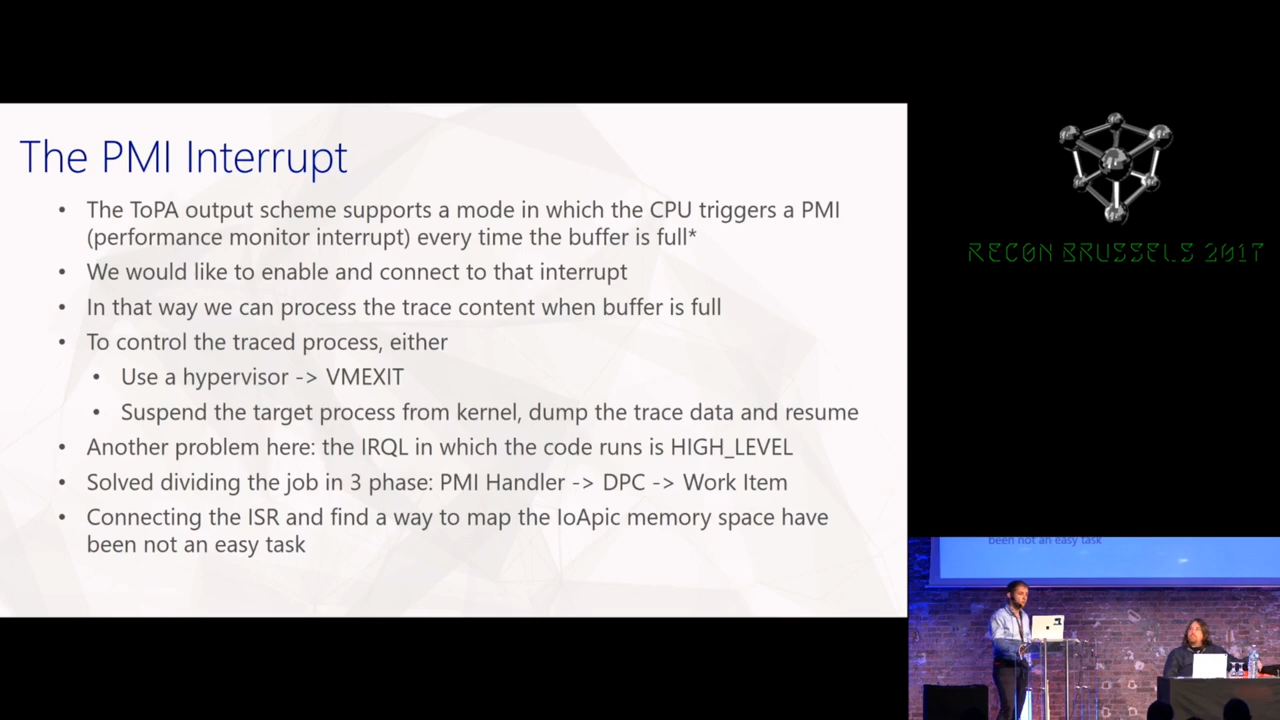 The PMI Interrupt
• The ToPA output scheme supports a mode in which the CPU triggers a PMI
(performance monitor interrupt) every time the buffer is full*
• We would like to enable and connect to that interrupt
• In that way we can process the trace content when buffer is full
• To control the traced process, either
• Use a hypervisor -> VMEXIT
• Suspend the target process from kernel, dump the trace data and resume
• Another problem here: the IRQL in which the code runs is HIGH_LEVEL
• Solved dividing the job in 3 phase: PMI Handler -> DPC -> Work Item
• Connecting the ISR and find a way to map the IoApic memory space have
been not an easy task
RECON BRUSSELS 2017
been not an easy task